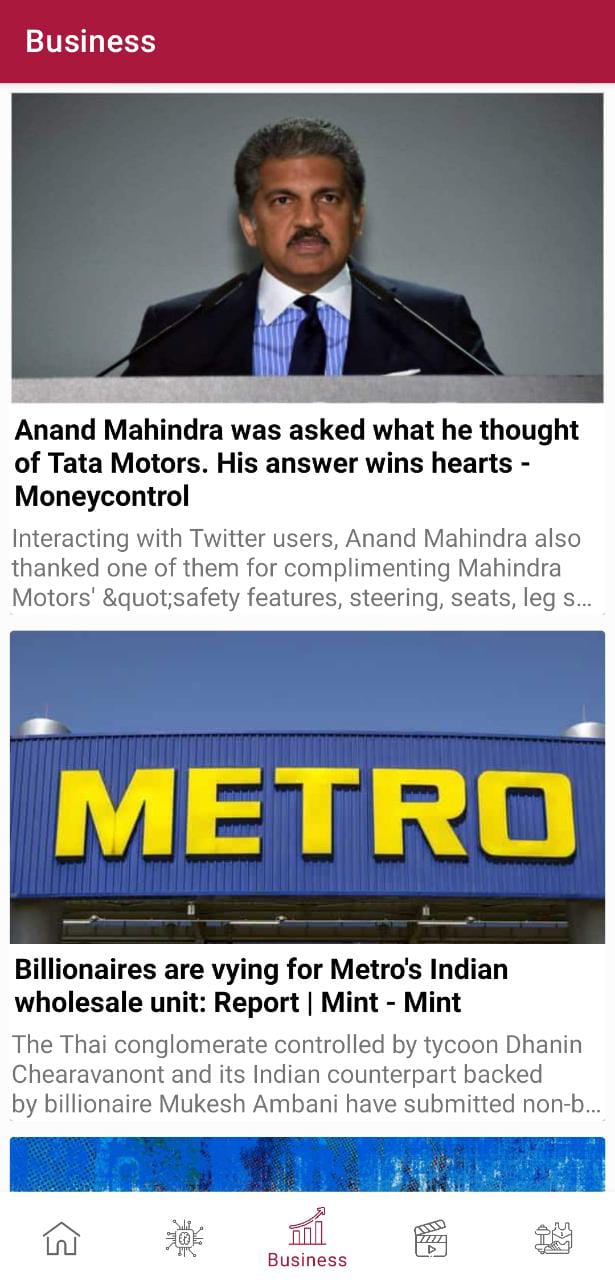 Business
Anand Mahindra was asked what he thought
of Tata Motors. His answer wins hearts -
Moneycontrol
Interacting with Twitter users, Anand Mahindra also
thanked one of them for complimenting Mahindra
Motors' &quot;safety features, steering, seats, leg s...
METRO
Billionaires are vying for Metro's Indian
wholesale unit: Report | Mint - Mint
The Thai conglomerate controlled by tycoon Dhanin
Chearavanont and its Indian counterpart backed
by billionaire Mukesh Ambani have submitted non-b...
Business